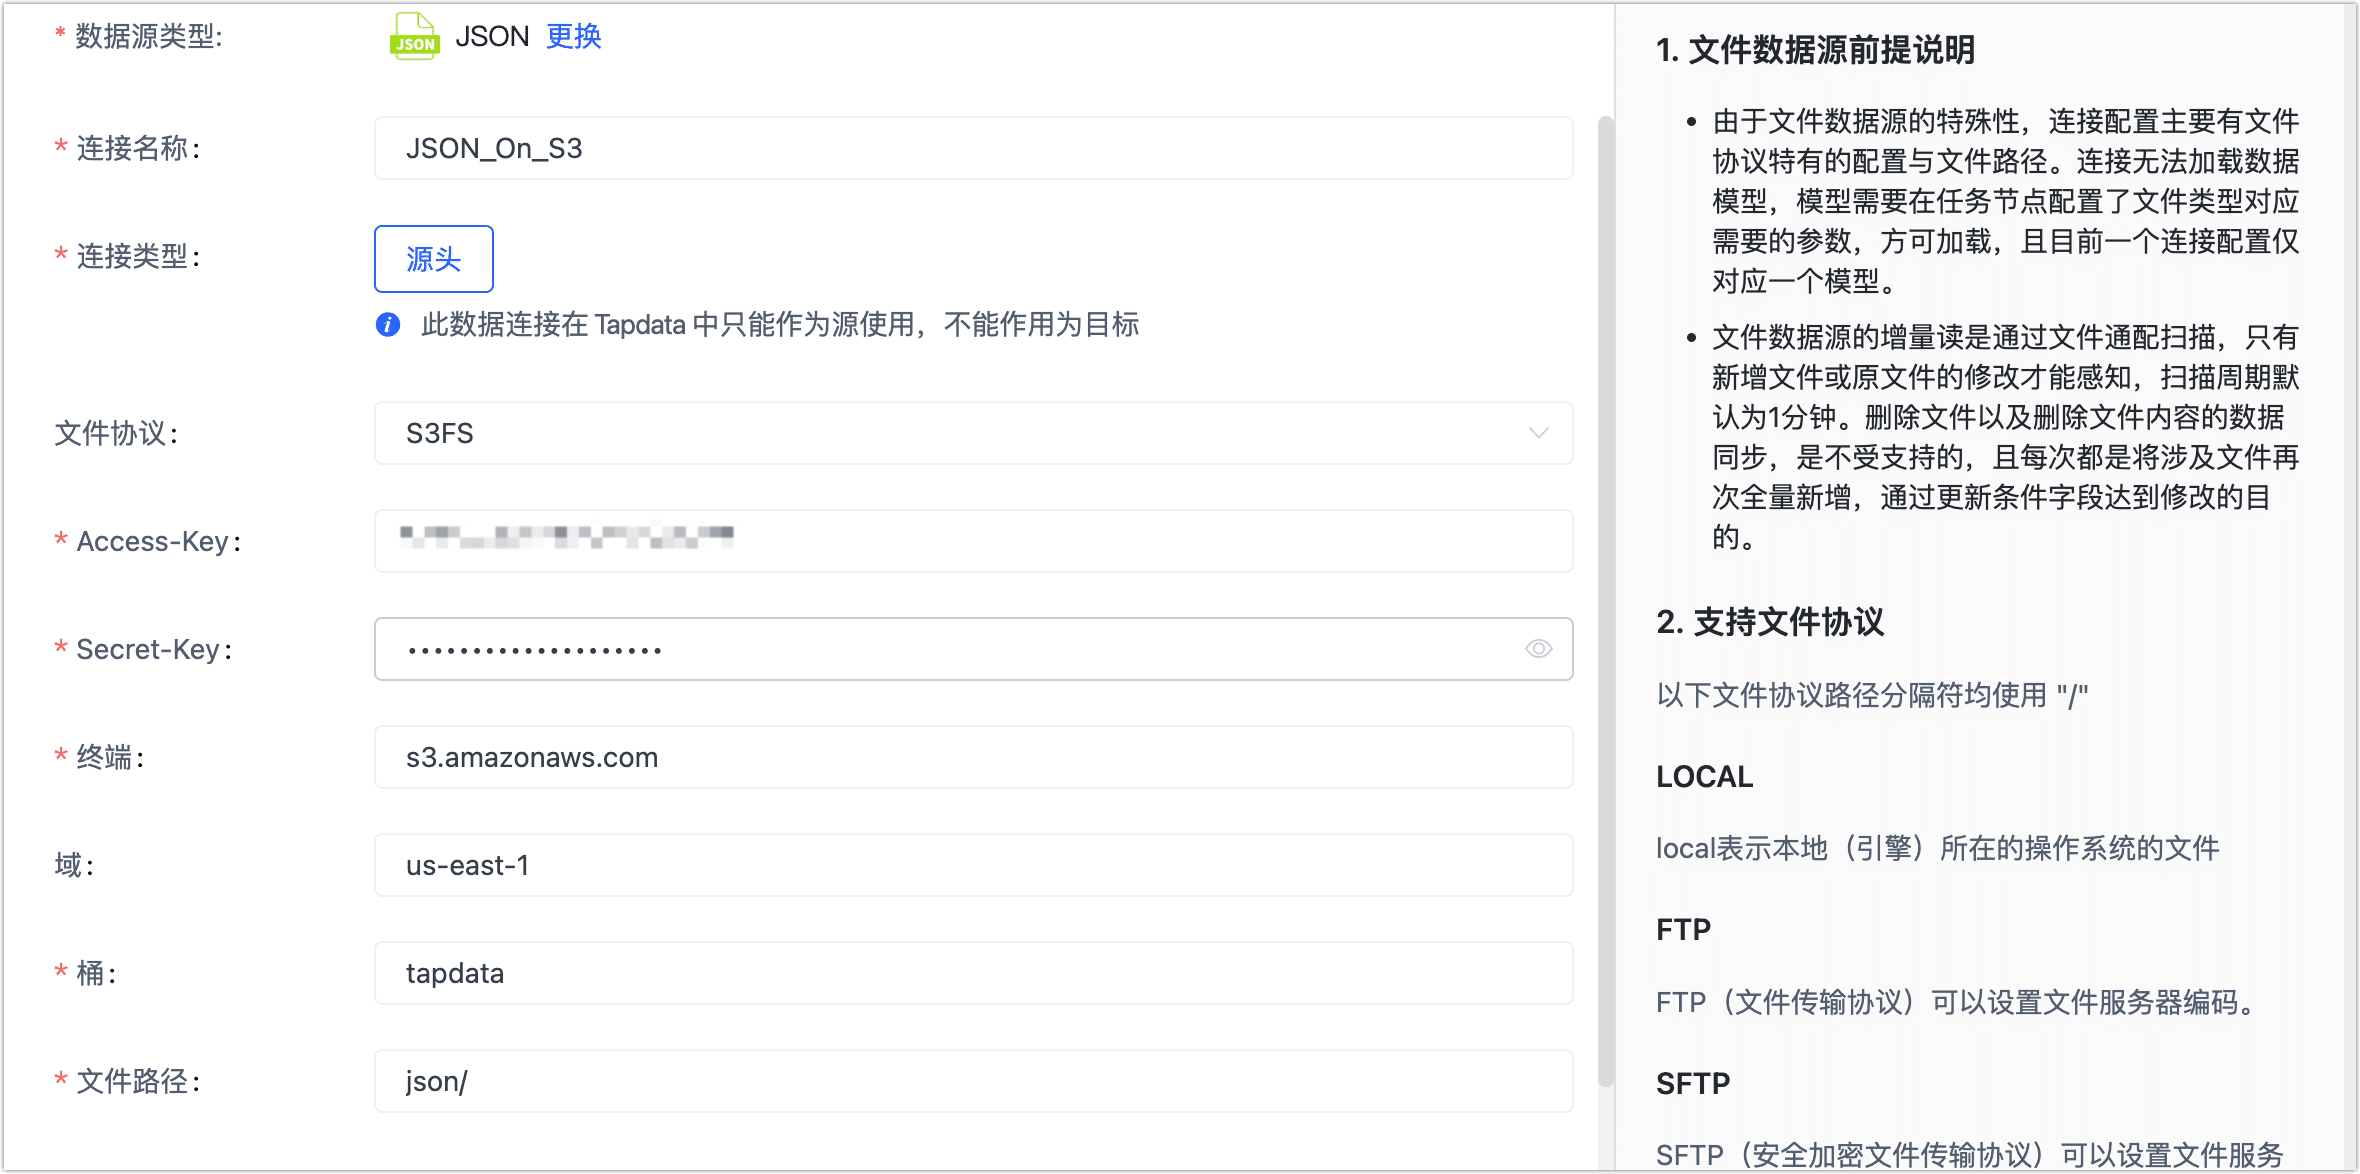 * 数据源类型:
JSON JSON 更换
* 连接名称:
JSON_On_S3
* 连接类型:
源头
i 此数据连接在 Tapdata 中只能作为源使用，不能作用为目标
文件协议:
S3FS
* Access-Key:
* Secret-Key:
••••••••••••••••••••
* 终端:
s3.amazonaws.com
域:
us-east-1
* 桶:
tapdata
* 文件路径:
json/
1. 文件数据源前提说明
• 由于文件数据源的特殊性，连接配置主要有文件
协议特有的配置与文件路径。连接无法加载数据
模型，模型需要在任务节点配置了文件类型对应
需要的参数，方可加载，且目前一个连接配置仅
对应一个模型。
• 文件数据源的增量读是通过文件通配扫描，只有
新增文件或原文件的修改才能感知，扫描周期默
认为1分钟。删除文件以及删除文件内容的数据
同步，是不受支持的，且每次都是将涉及文件再
次全量新增，通过更新条件字段达到修改的目
的。
2. 支持文件协议
以下文件协议路径分隔符均使用 "/"
LOCAL
local表示本地（引擎）所在的操作系统的文件
FTP
FTP（文件传输协议）可以设置文件服务器编码。
SFTP
SFTP（安全加密文件传输协议）可以设置文件服务